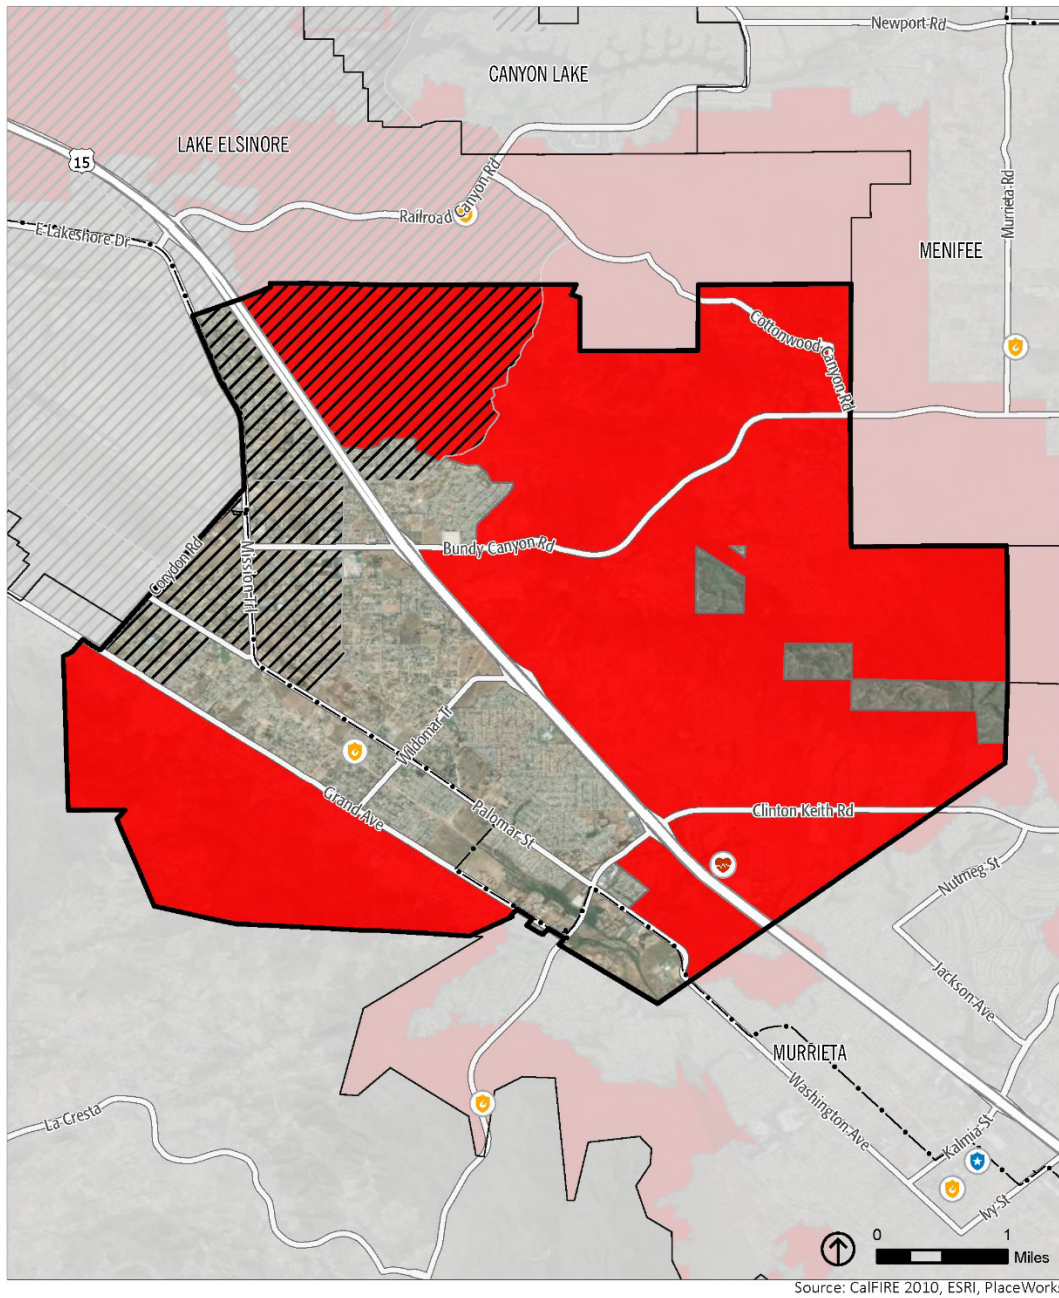 Newport Rd
CANYON LAKE
LAKE ELSINORE
15
Railroad Canyon Rd
Murrieta Rd
E Lakeshore Dr
MENIFEE
Cottonwood Canyon Rd
Bundy Canyon Rd
Corydon Rd
Mission Trl
Wildomar Tr
Grand Ave
Palomar St
Clinton Keith Rd
Nutmeg St
Jackson Ave
MURRIETA
Washington Ave
La Cresta
Kalmia St
Ivy St
0 1
Miles
Source: CalFIRE 2010, ESRI, PlaceWorks